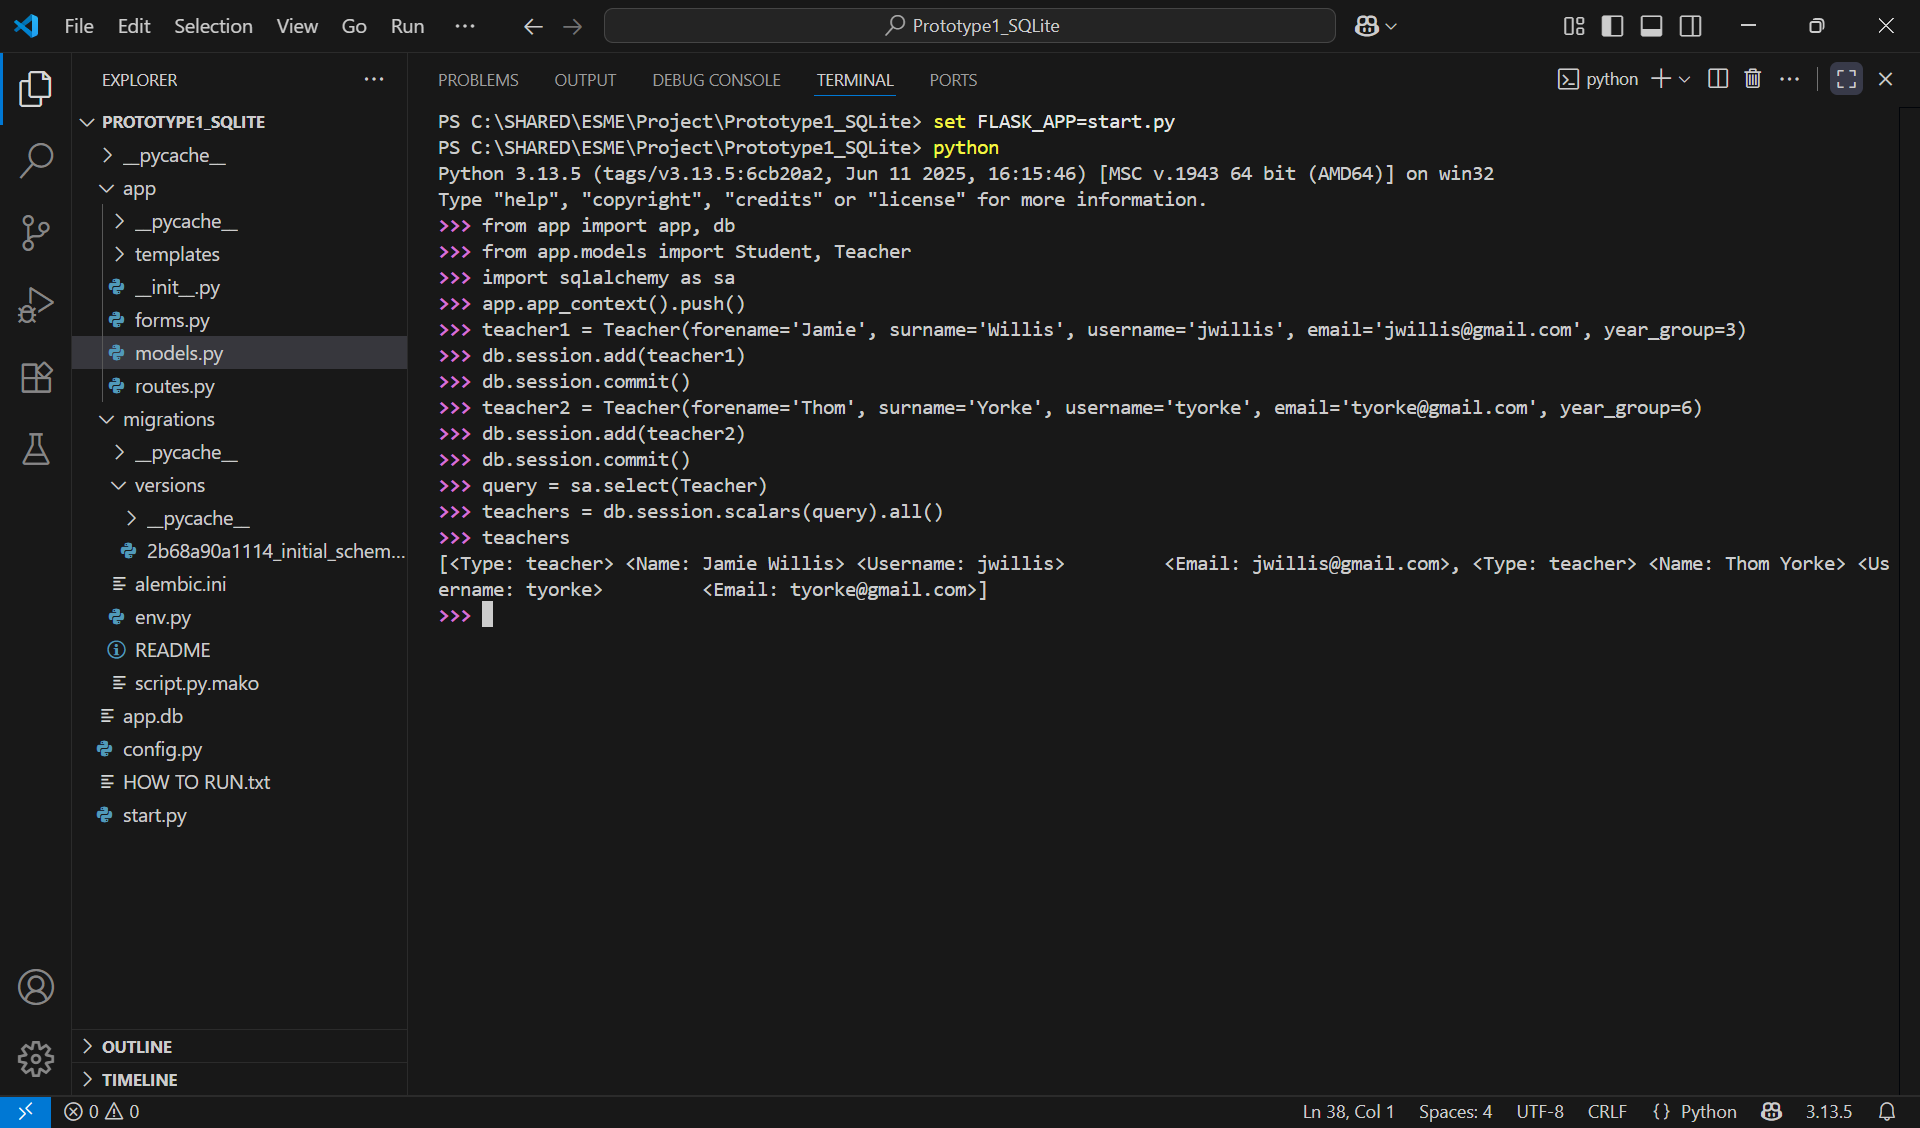 File Edit Selection View Go Run ··· Prototype1_SQLite
EXPLORER ···
PROTOTYPE1_SQLITE
__pycache__
app
__pycache__
templates
__init__.py
forms.py
models.py
routes.py
migrations
__pycache__
versions
__pycache__
2b68a90a1114_initial_schem...
alembic.ini
env.py
README
script.py.mako
app.db
config.py
HOW TO RUN.txt
start.py
OUTLINE
TIMELINE
PROBLEMS OUTPUT DEBUG CONSOLE TERMINAL PORTS python
PS C:\SHARED\ESME\Project\Prototype1_SQLite> set FLASK_APP=start.py
PS C:\SHARED\ESME\Project\Prototype1_SQLite> python
Python 3.13.5 (tags/v3.13.5:6cb20a2, Jun 11 2025, 16:15:46) [MSC v.1943 64 bit (AMD64)] on win32
Type "help", "copyright", "credits" or "license" for more information.
>>> from app import app, db
>>> from app.models import Student, Teacher
>>> import sqlalchemy as sa
>>> app.app_context().push()
>>> teacher1 = Teacher(forename='Jamie', surname='Willis', username='jwillis', email='jwillis@gmail.com', year_group=3)
>>> db.session.add(teacher1)
>>> db.session.commit()
>>> teacher2 = Teacher(forename='Thom', surname='Yorke', username='tyorke', email='tyorke@gmail.com', year_group=6)
>>> db.session.add(teacher2)
>>> db.session.commit()
>>> query = sa.select(Teacher)
>>> teachers = db.session.scalars(query).all()
>>> teachers
[<Type: teacher> <Name: Jamie Willis> <Username: jwillis>         <Email: jwillis@gmail.com>, <Type: teacher> <Name: Thom Yorke> <Us
ername: tyorke>         <Email: tyorke@gmail.com>]
>>>
0 0 Ln 38, Col 1 Spaces: 4 UTF-8 CRLF {} Python 3.13.5